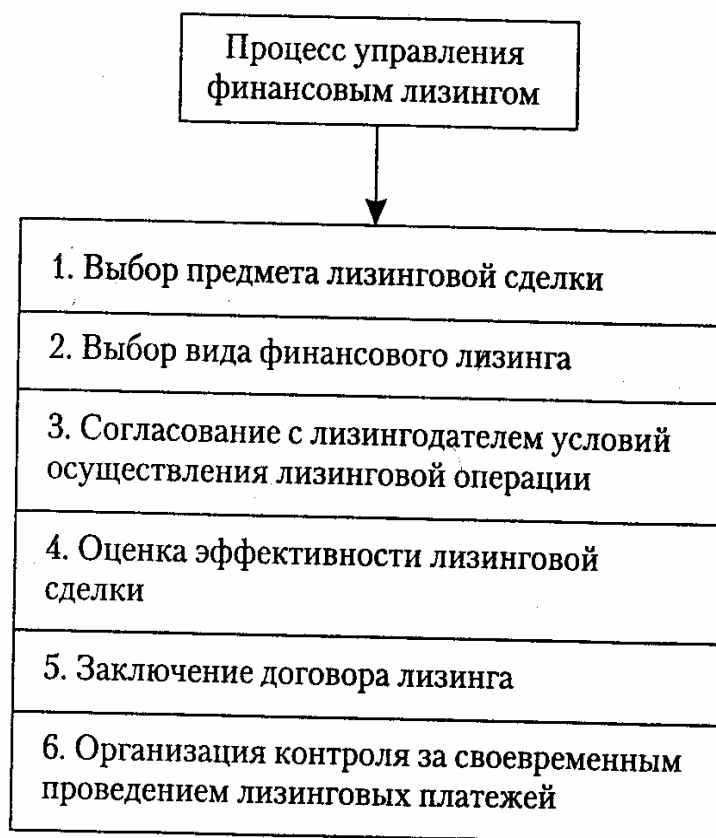 Процесс управления
финансовым лизингом
1. Выбор предмета лизинговой сделки
2. Выбор вида финансового лизинга
3. Согласование с лизингодателем условий
осуществления лизинговой операции
4. Оценка эффективности лизинговой
сделки
5. Заключение договора лизинга
6. Организация контроля за своевременным
проведением лизинговых платежей